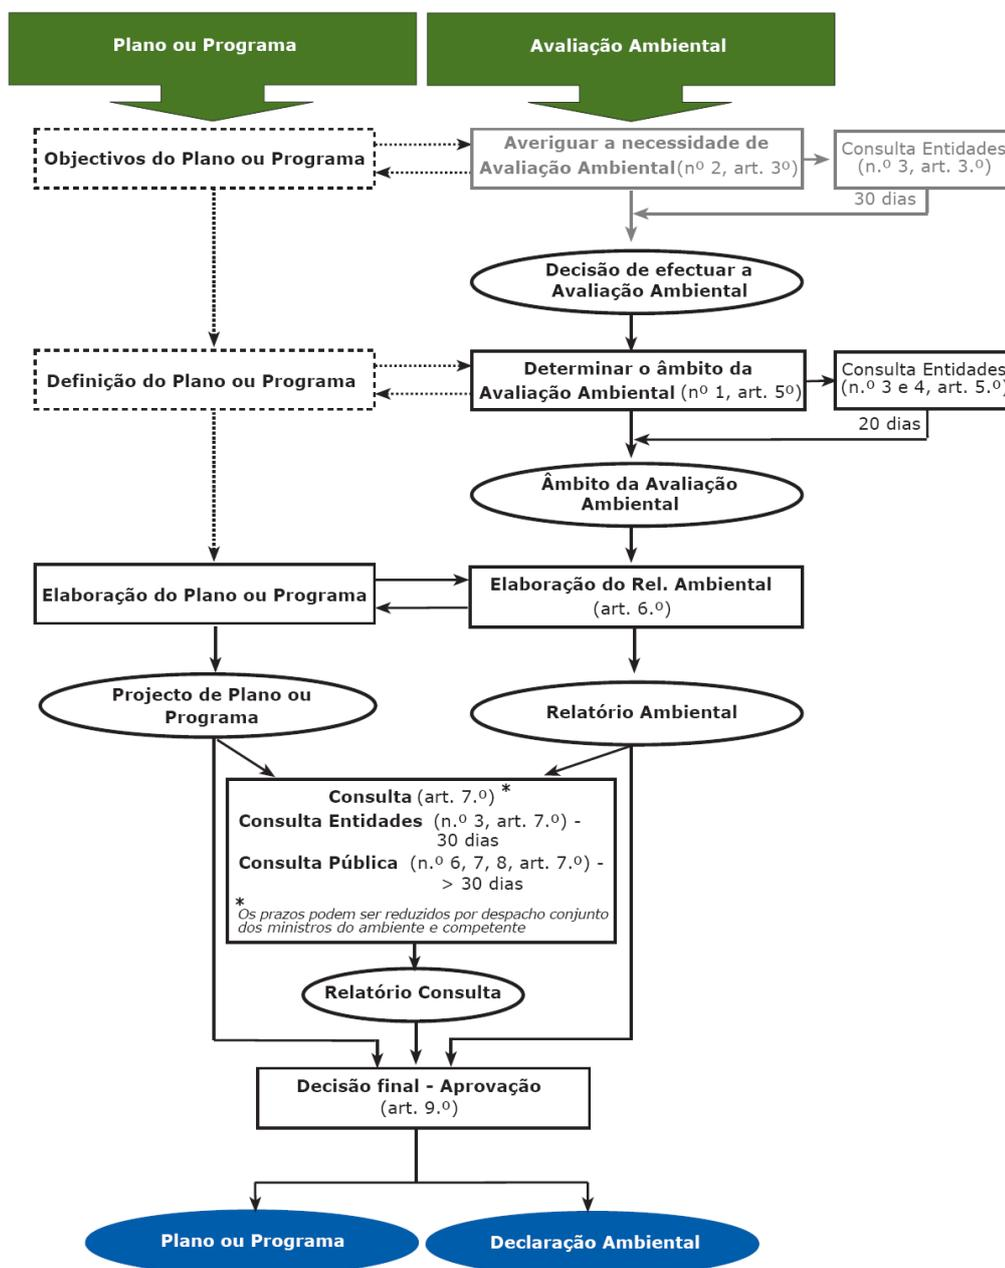 Plano ou Programa
Avaliação Ambiental
Objectivos do Plano ou Programa
Averiguar a necessidade de
Avaliação Ambiental (nº 2, art. 3º)
Consulta Entidades
(n.º 3, art. 3.º)
30 dias
Decisão de efectuar a
Avaliação Ambiental
Definição do Plano ou Programa
Determinar o âmbito da
Avaliação Ambiental (nº 1, art. 5º)
Consulta Entidades
(n.º 3 e 4, art. 5.º)
20 dias
Âmbito da Avaliação
Ambiental
Elaboração do Plano ou Programa
Elaboração do Rel. Ambiental
(art. 6.º)
Projecto de Plano ou
Programa
Relatório Ambiental
Consulta (art. 7.º) *
Consulta Entidades (n.º 3, art. 7.º) -
30 dias
Consulta Pública (n.º 6, 7, 8, art. 7.º) -
> 30 dias
* Os prazos podem ser reduzidos por despacho conjunto
dos ministros do ambiente e competente
Relatório Consulta
Decisão final - Aprovação
(art. 9.º)
Plano ou Programa
Declaração Ambiental